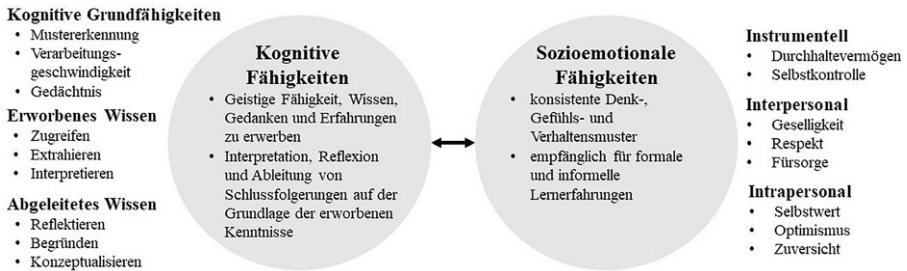 Kognitive Grundfähigkeiten
• Mustererkennung
• Verarbeitungs-
geschwindigkeit
• Gedächtnis
Erworbenes Wissen
• Zugreifen
• Extrahieren
• Interpretieren
Abgeleitetes Wissen
• Reflektieren
• Begründen
• Konzeptualisieren
Kognitive
Fähigkeiten
• Geistige Fähigkeit, Wissen,
Gedanken und Erfahrungen
zu erwerben
• Interpretation, Reflexion
und Ableitung von
Schlussfolgerungen auf der
Grundlage der erworbenen
Kenntnisse
Sozioemotionale
Fähigkeiten
• konsistente Denk-,
Gefühls- und
Verhaltensmuster
• empfänglich für formale
und informelle
Lernerfahrungen
Instrumentell
• Durchhaltevermögen
• Selbstkontrolle
Interpersonal
• Geselligkeit
• Respekt
• Fürsorge
Intrapersonal
• Selbstwert
• Optimismus
• Zuversicht